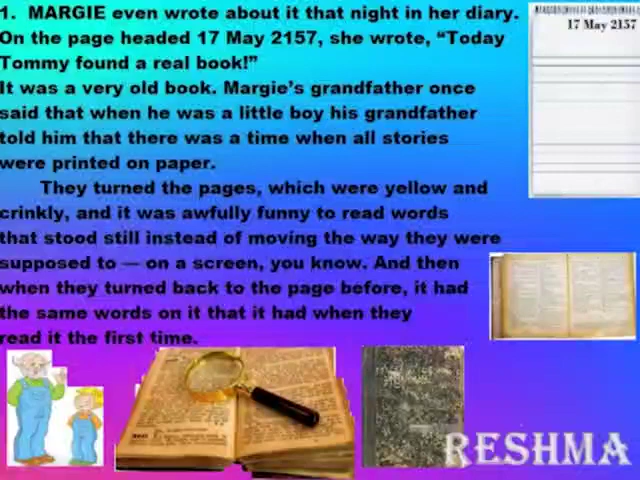 1. MARGIE even wrote about it that night in her diary.
On the page headed 17 May 2157, she wrote, “Today
Tommy found a real book!”
It was a very old book. Margie’s grandfather once
said that when he was a little boy his grandfather
told him that there was a time when all stories
were printed on paper.
They turned the pages, which were yellow and
crinkly, and it was awfully funny to read words
that stood still instead of moving the way they were
supposed to — on a screen, you know. And then
when they turned back to the page before, it had
the same words on it that it had when they
read it the first time.
17 May 2157
RESHMA